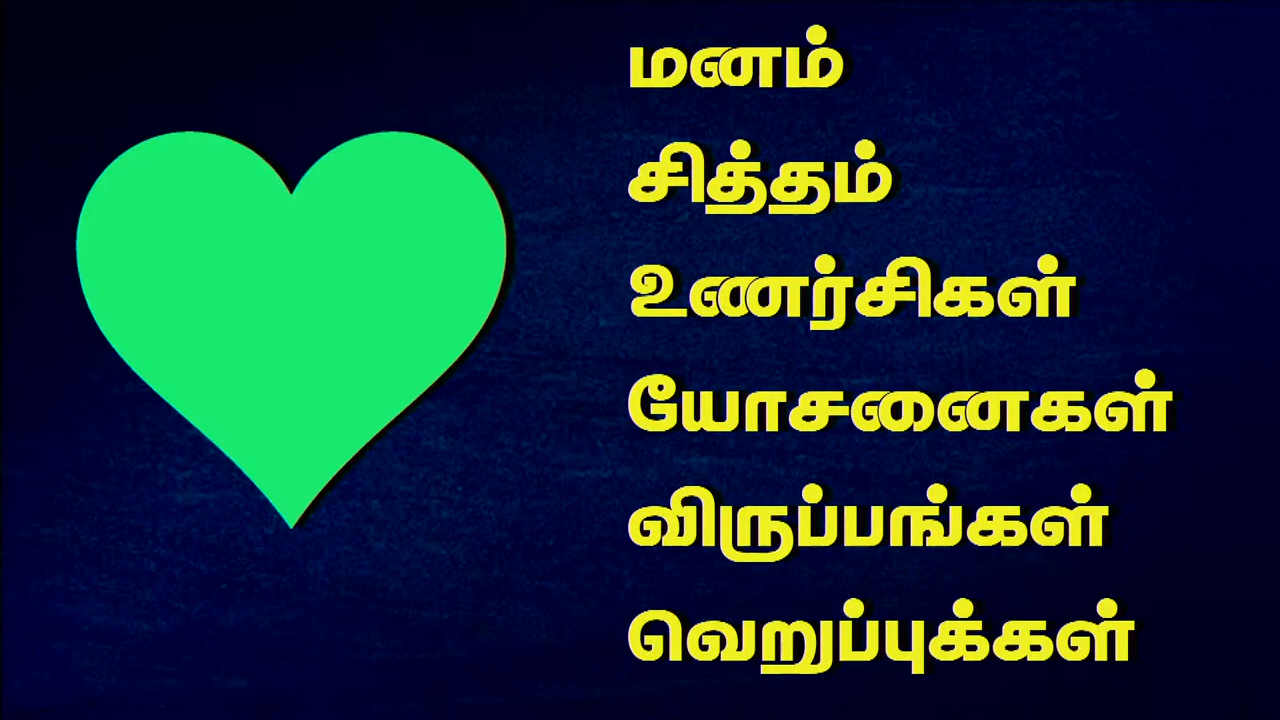 மனம்
சித்தம்
உணர்சிகள்
யோசனைகள்
விருப்பங்கள்
வெறுப்புக்கள்